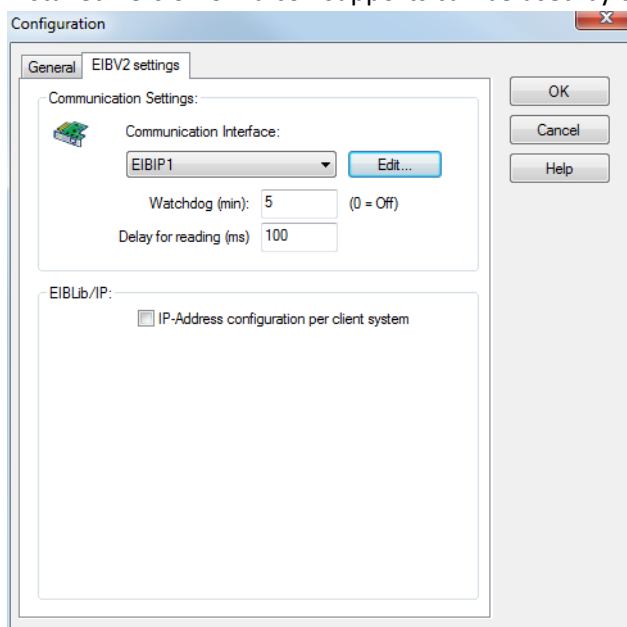 Configuration
General EIBV2 settings
Communication Settings:
Communication Interface:
EIBIP1 Edit...
Watchdog (min): 5 (0 = Off)
Delay for reading (ms) 100
EIBLib/IP:
IP-Address configuration per client system
OK
Cancel
Help